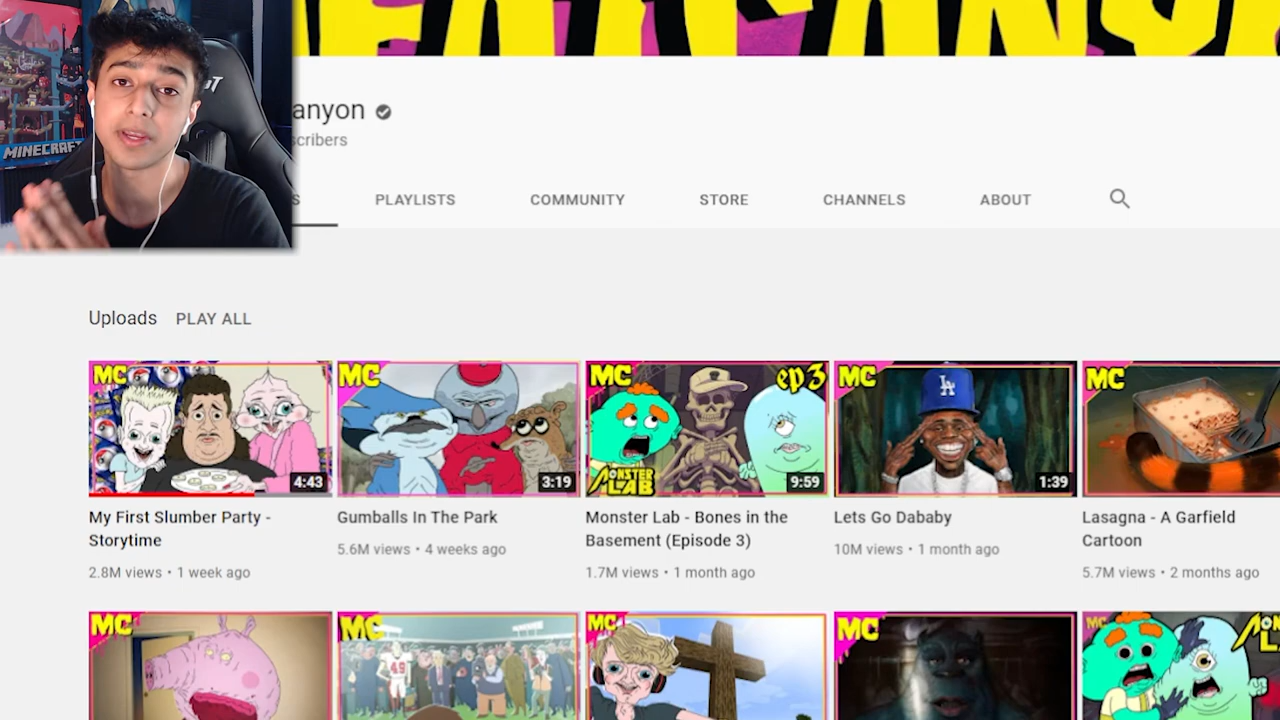 MINECRAFT
anyon
scribers
S
PLAYLISTS
COMMUNITY
STORE
CHANNELS
ABOUT
Uploads
PLAY ALL
MC
4:43
MC
3:19
MC
ep 3
MONSTER
LAB
9:59
MC
LA
1:39
MC
My First Slumber Party -
Storytime
2.8M views • 1 week ago
Gumballs In The Park
5.6M views • 4 weeks ago
Monster Lab - Bones in the
Basement (Episode 3)
1.7M views • 1 month ago
Lets Go Dababy
10M views • 1 month ago
Lasagna - A Garfield
Cartoon
5.7M views • 2 months ago
MC
MC
49
MC
MC
MC